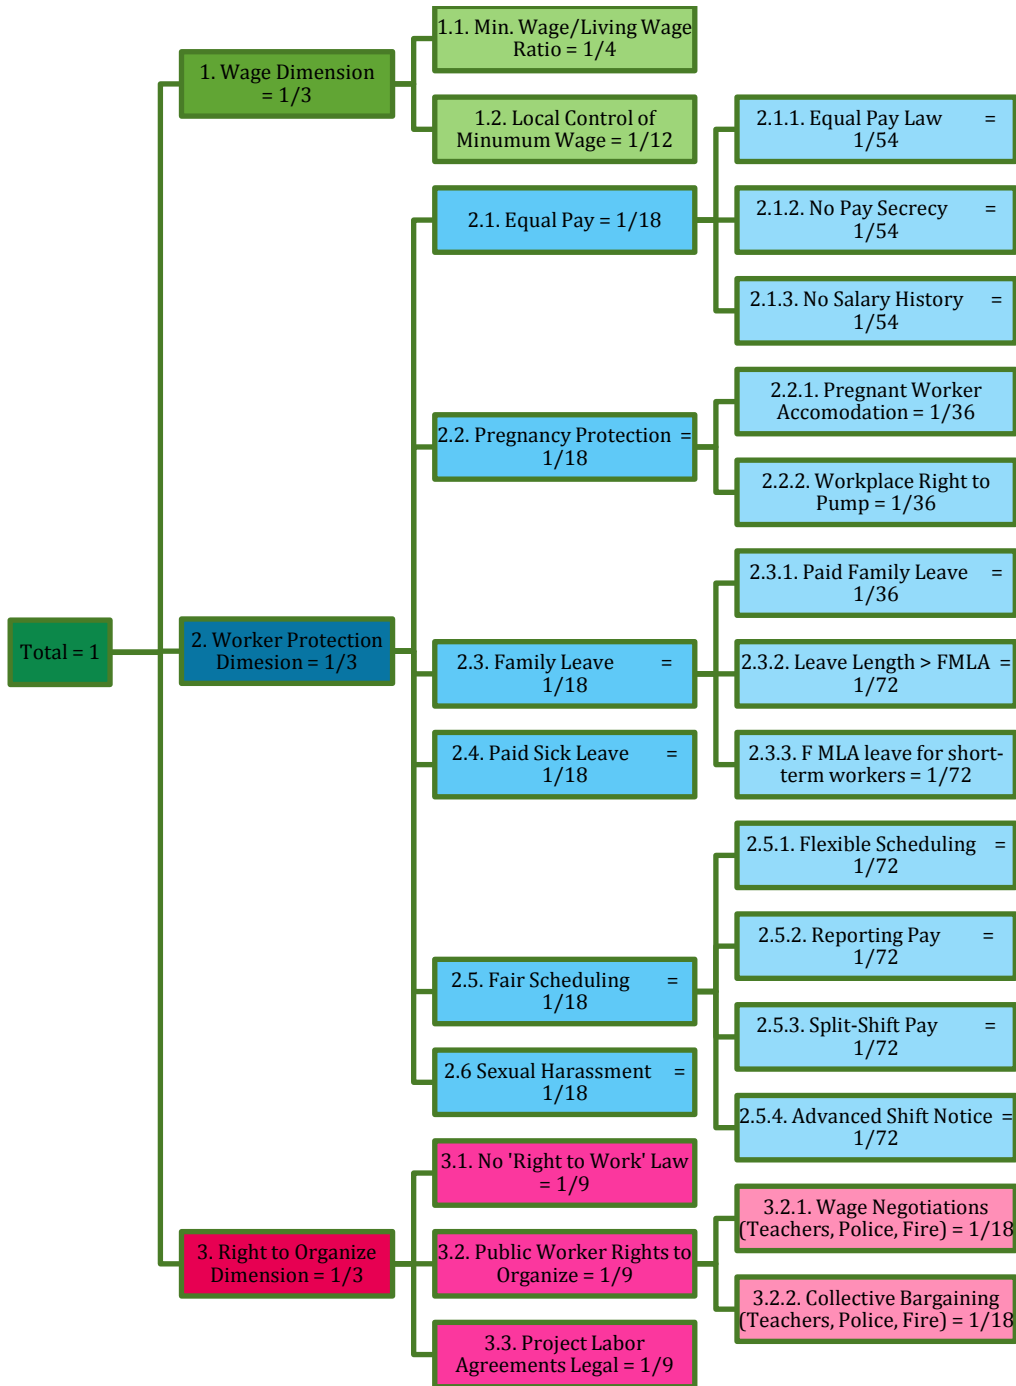 Total = 1
1. Wage Dimension
= 1/3
1.1. Min. Wage/Living Wage
Ratio = 1/4
1.2. Local Control of
Minumum Wage = 1/12
2. Worker Protection
Dimesion = 1/3
2.1. Equal Pay = 1/18
2.1.1. Equal Pay Law =
1/54
2.1.2. No Pay Secrecy =
1/54
2.1.3. No Salary History =
1/54
2.2. Pregnancy Protection =
1/18
2.2.1. Pregnant Worker
Accomodation = 1/36
2.2.2. Workplace Right to
Pump = 1/36
2.3. Family Leave =
1/18
2.3.1. Paid Family Leave =
1/36
2.3.2. Leave Length > FMLA =
1/72
2.3.3. F MLA leave for short-
term workers = 1/72
2.4. Paid Sick Leave =
1/18
2.5. Fair Scheduling =
1/18
2.5.1. Flexible Scheduling =
1/72
2.5.2. Reporting Pay =
1/72
2.5.3. Split-Shift Pay =
1/72
2.5.4. Advanced Shift Notice =
1/72
2.6 Sexual Harassment =
1/18
3. Right to Organize
Dimension = 1/3
3.1. No 'Right to Work' Law
= 1/9
3.2. Public Worker Rights to
Organize = 1/9
3.2.1. Wage Negotiations
(Teachers, Police, Fire) = 1/18
3.2.2. Collective Bargaining
(Teachers, Police, Fire) = 1/18
3.3. Project Labor
Agreements Legal = 1/9